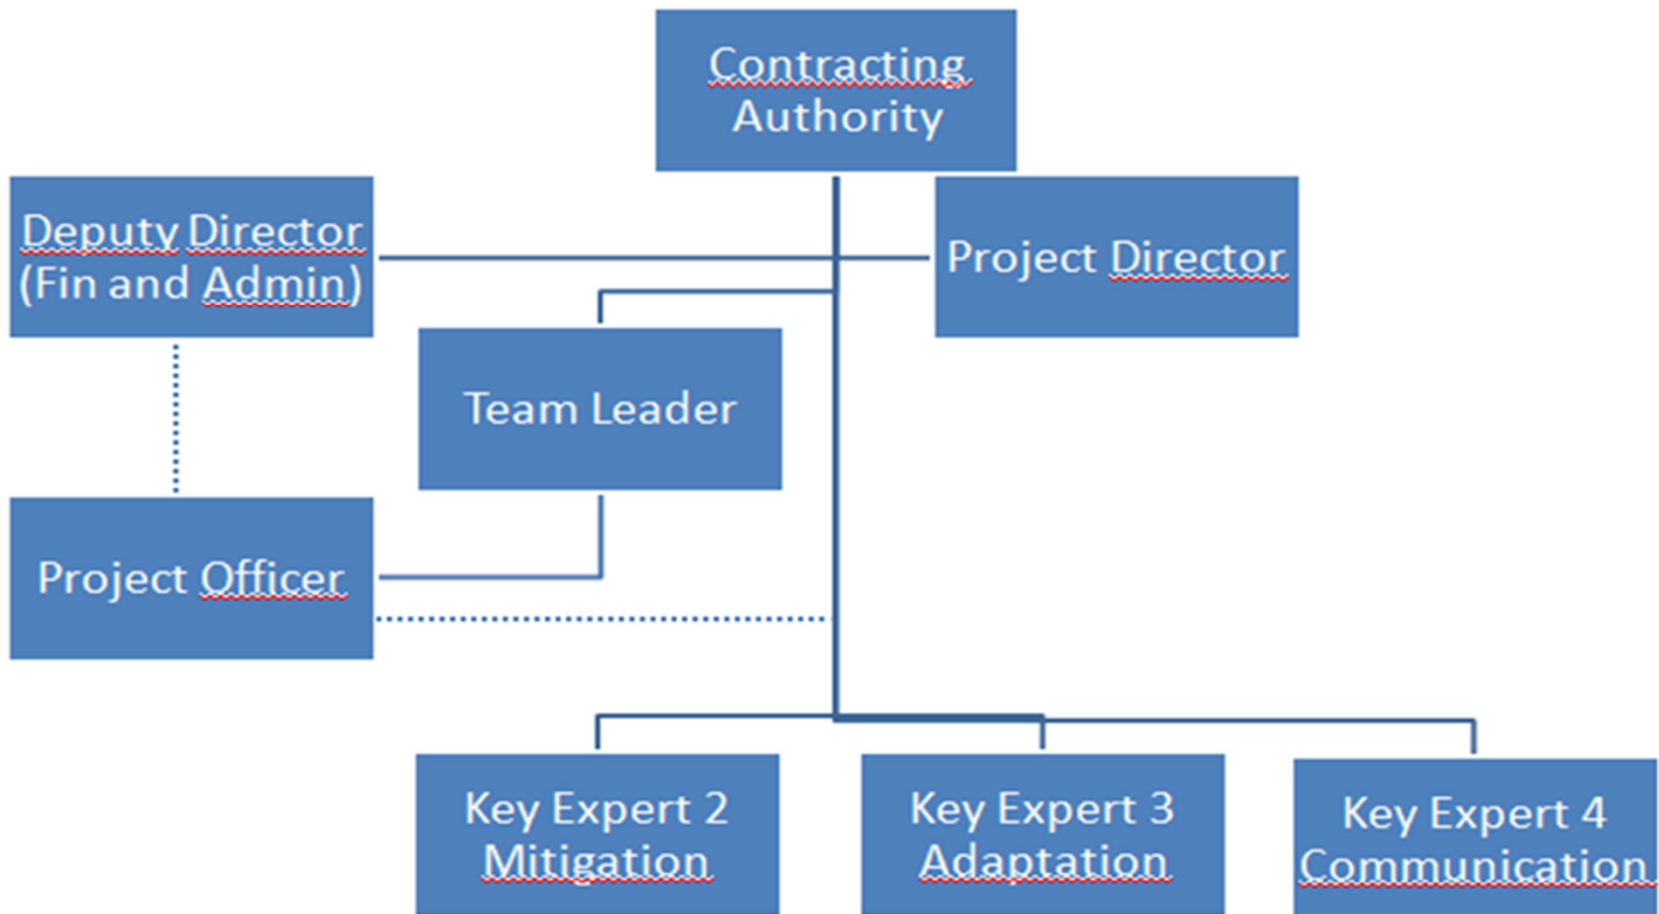 Contracting
Authority
Deputy Director
(Fin and Admin)
Project Director
Team Leader
Project Officer
Key Expert 2
Mitigation
Key Expert 3
Adaptation
Key Expert 4
Communication